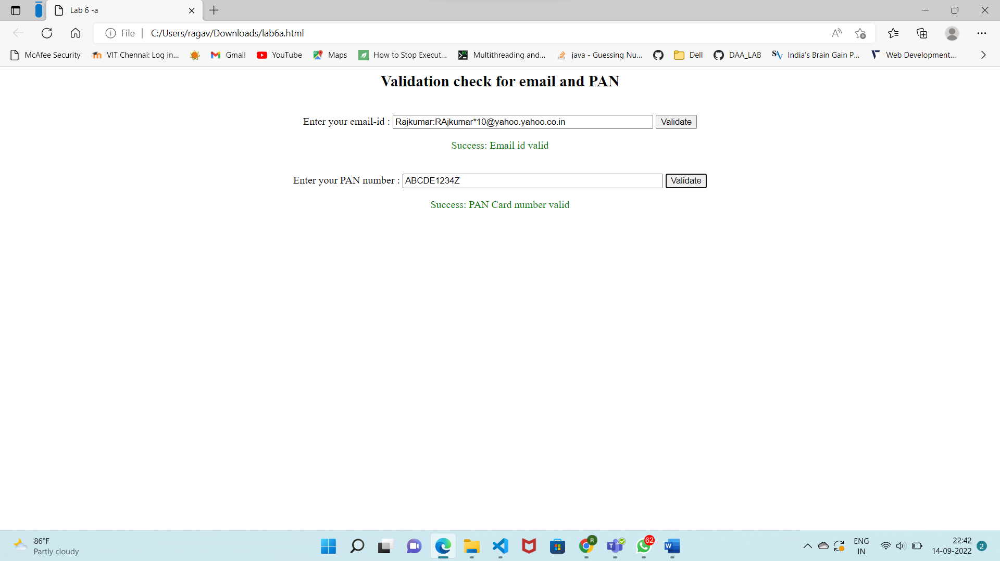 Lab 6 -a
File
C:/Users/ragav/Downloads/lab6a.html
McAfee Security
VIT Chennai: Log in...
Gmail
YouTube
Maps
How to Stop Execut...
Multithreading and...
java - Guessing Nu...
Dell
DAA_LAB
India's Brain Gain P...
Web Development...
Validation check for email and PAN
Enter your email-id : Rajkumar:RAjkumar*10@yahoo.yahoo.co.in Validate
Success: Email id valid
Enter your PAN number : ABCDE1234Z Validate
Success: PAN Card number valid
86°F
Partly cloudy
R
62
ENG
IN
22:42
14-09-2022
2